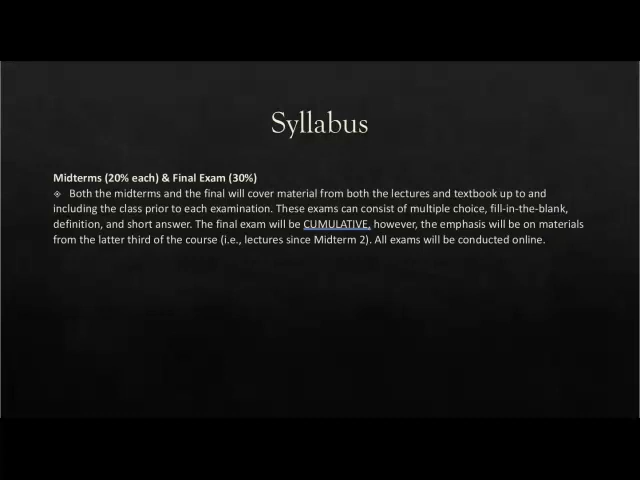 Syllabus
Midterms (20% each) & Final Exam (30%)
Both the midterms and the final will cover material from both the lectures and textbook up to and
including the class prior to each examination. These exams can consist of multiple choice, fill-in-the-blank,
definition, and short answer. The final exam will be CUMULATIVE, however, the emphasis will be on materials
from the latter third of the course (i.e., lectures since Midterm 2). All exams will be conducted online.